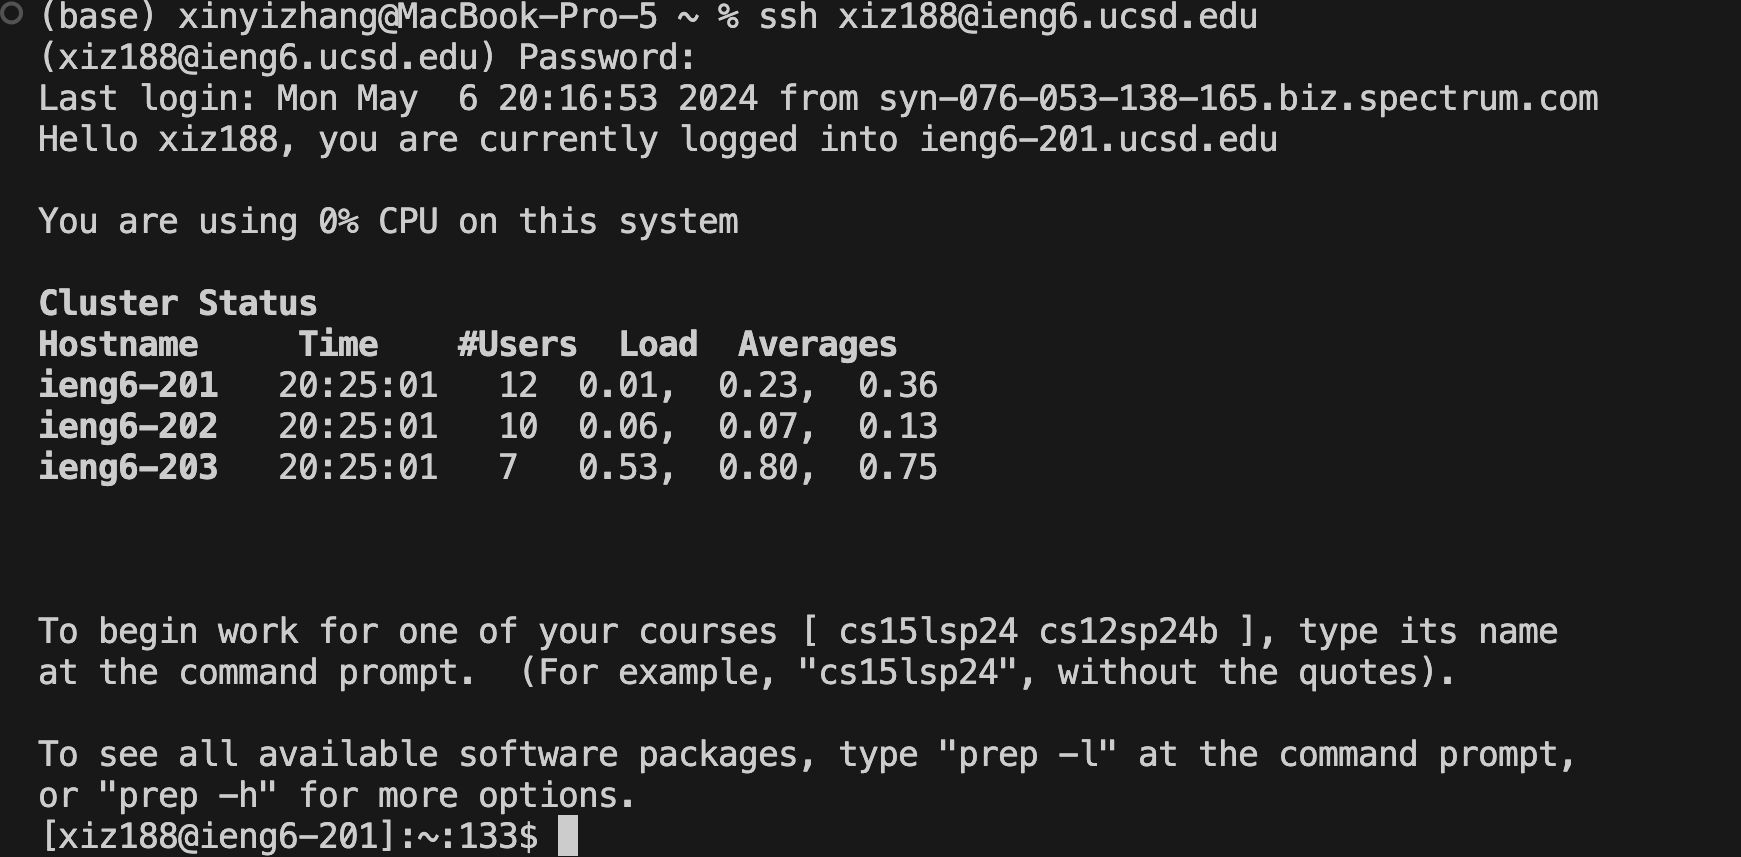 (base) xinyizhang@MacBook-Pro-5 ~ % ssh xiz188@ieng6.ucsd.edu
(xiz188@ieng6.ucsd.edu) Password:
Last login: Mon May  6 20:16:53 2024 from syn-076-053-138-165.biz.spectrum.com
Hello xiz188, you are currently logged into ieng6-201.ucsd.edu
You are using 0% CPU on this system
Cluster Status
Hostname     Time    #Users  Load  Averages
ieng6-201   20:25:01   12  0.01,  0.23,  0.36
ieng6-202   20:25:01   10  0.06,  0.07,  0.13
ieng6-203   20:25:01   7   0.53,  0.80,  0.75
To begin work for one of your courses [ cs15lsp24 cs12sp24b ], type its name
at the command prompt.  (For example, "cs15lsp24", without the quotes).
To see all available software packages, type "prep -l" at the command prompt,
or "prep -h" for more options.
[xiz188@ieng6-201]:~:133$